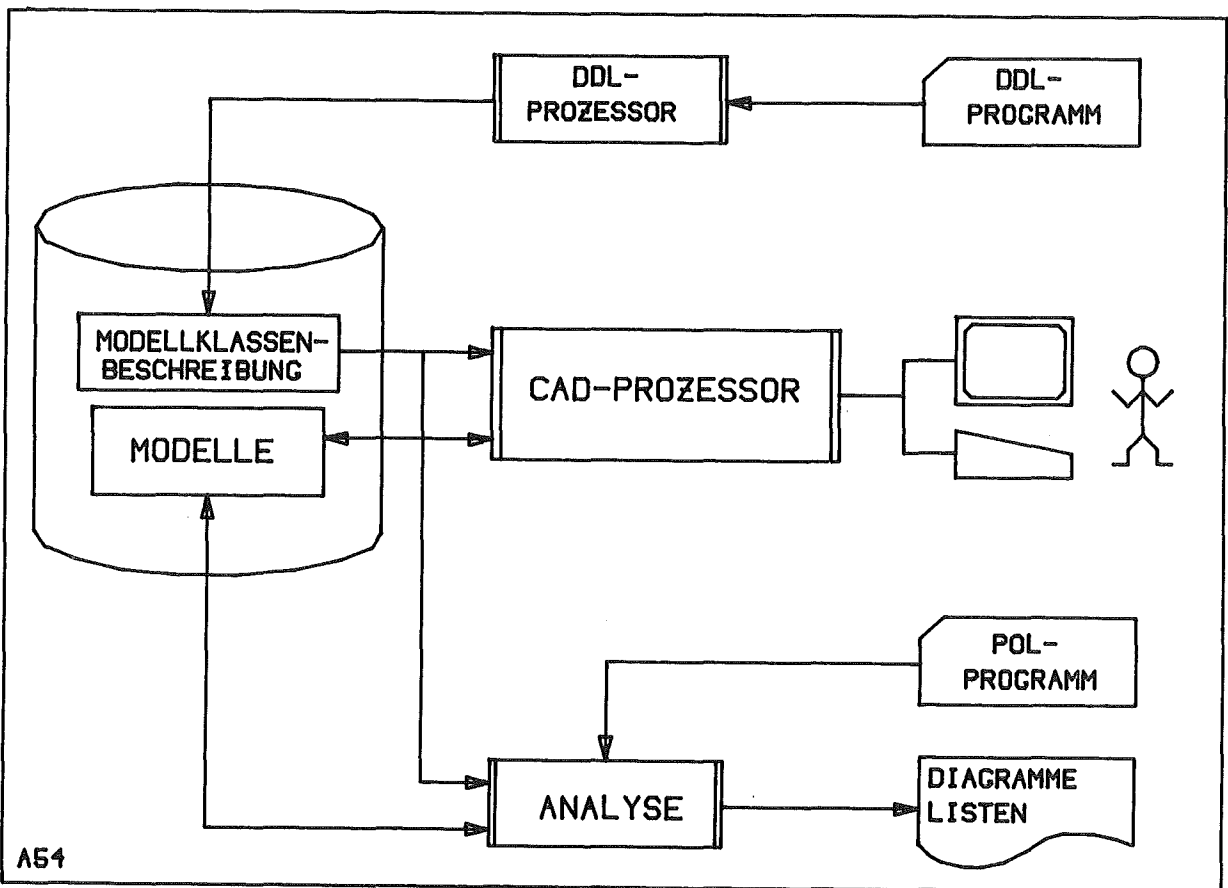 DDL-
PROZESSOR
DDL-
PROGRAMM
MODELLKLASSEN-
BESCHREIBUNG
CAD-PROZESSOR
MODELLE
POL-
PROGRAMM
ANALYSE
DIAGRAMME
LISTEN
A54